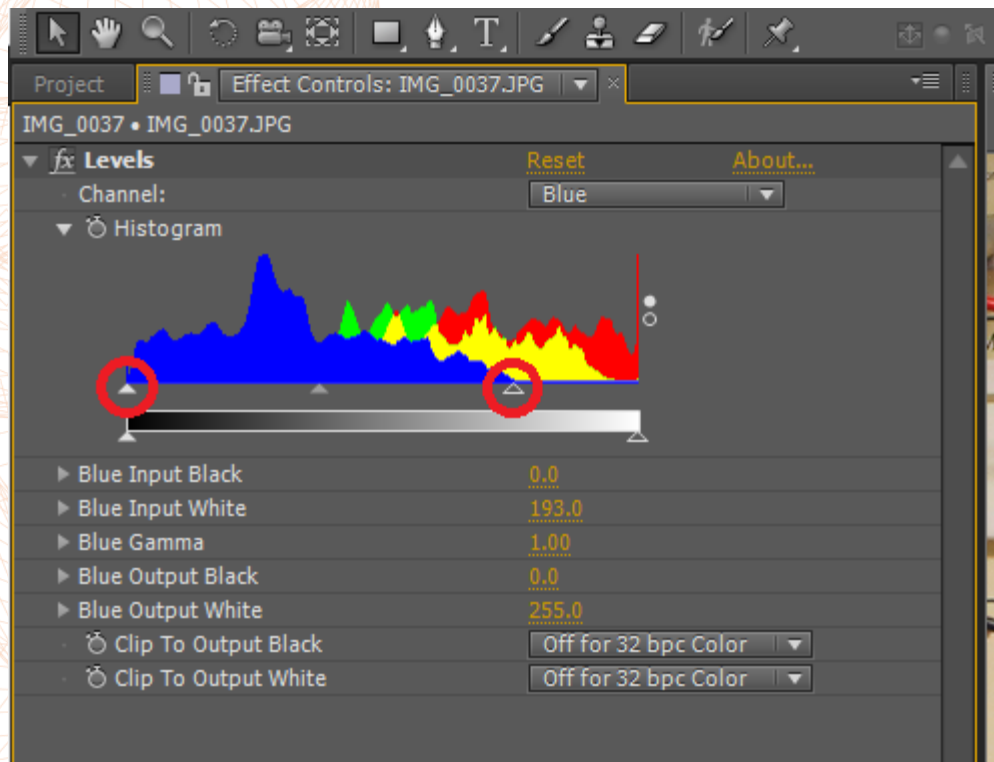 T
Project Effect Controls: IMG_0037.JPG
IMG_0037 • IMG_0037.JPG
fx Levels Reset About...
Channel: Blue
Histogram
Blue Input Black 0.0
Blue Input White 193.0
Blue Gamma 1.00
Blue Output Black 0.0
Blue Output White 255.0
Clip To Output Black Off for 32 bpc Color
Clip To Output White Off for 32 bpc Color